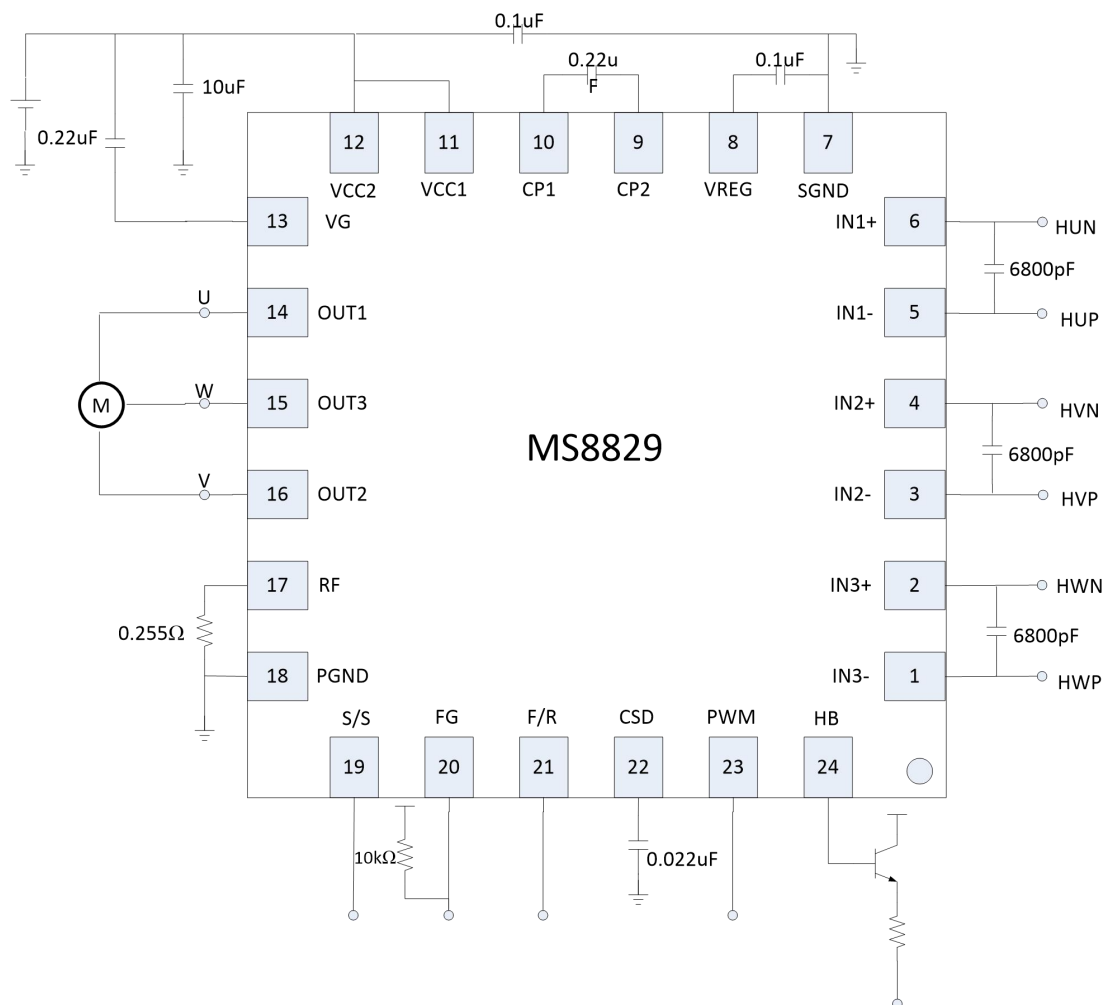 0.1uF
0.22u
F
0.1uF
10uF
0.22uF
12
11
10
9
8
7
VCC2
VCC1
CP1
CP2
VREG
SGND
13
VG
IN1+
6
HUN
6800pF
U
14
OUT1
IN1-
5
HUP
W
M
15
OUT3
IN2+
4
HVN
MS8829
6800pF
V
16
OUT2
IN2-
3
HVP
17
RF
IN3+
2
HWN
0.255Ω
6800pF
18
PGND
IN3-
1
HWP
S/S
FG
F/R
CSD
PWM
HB
19
20
21
22
23
24
10kΩ
0.022uF